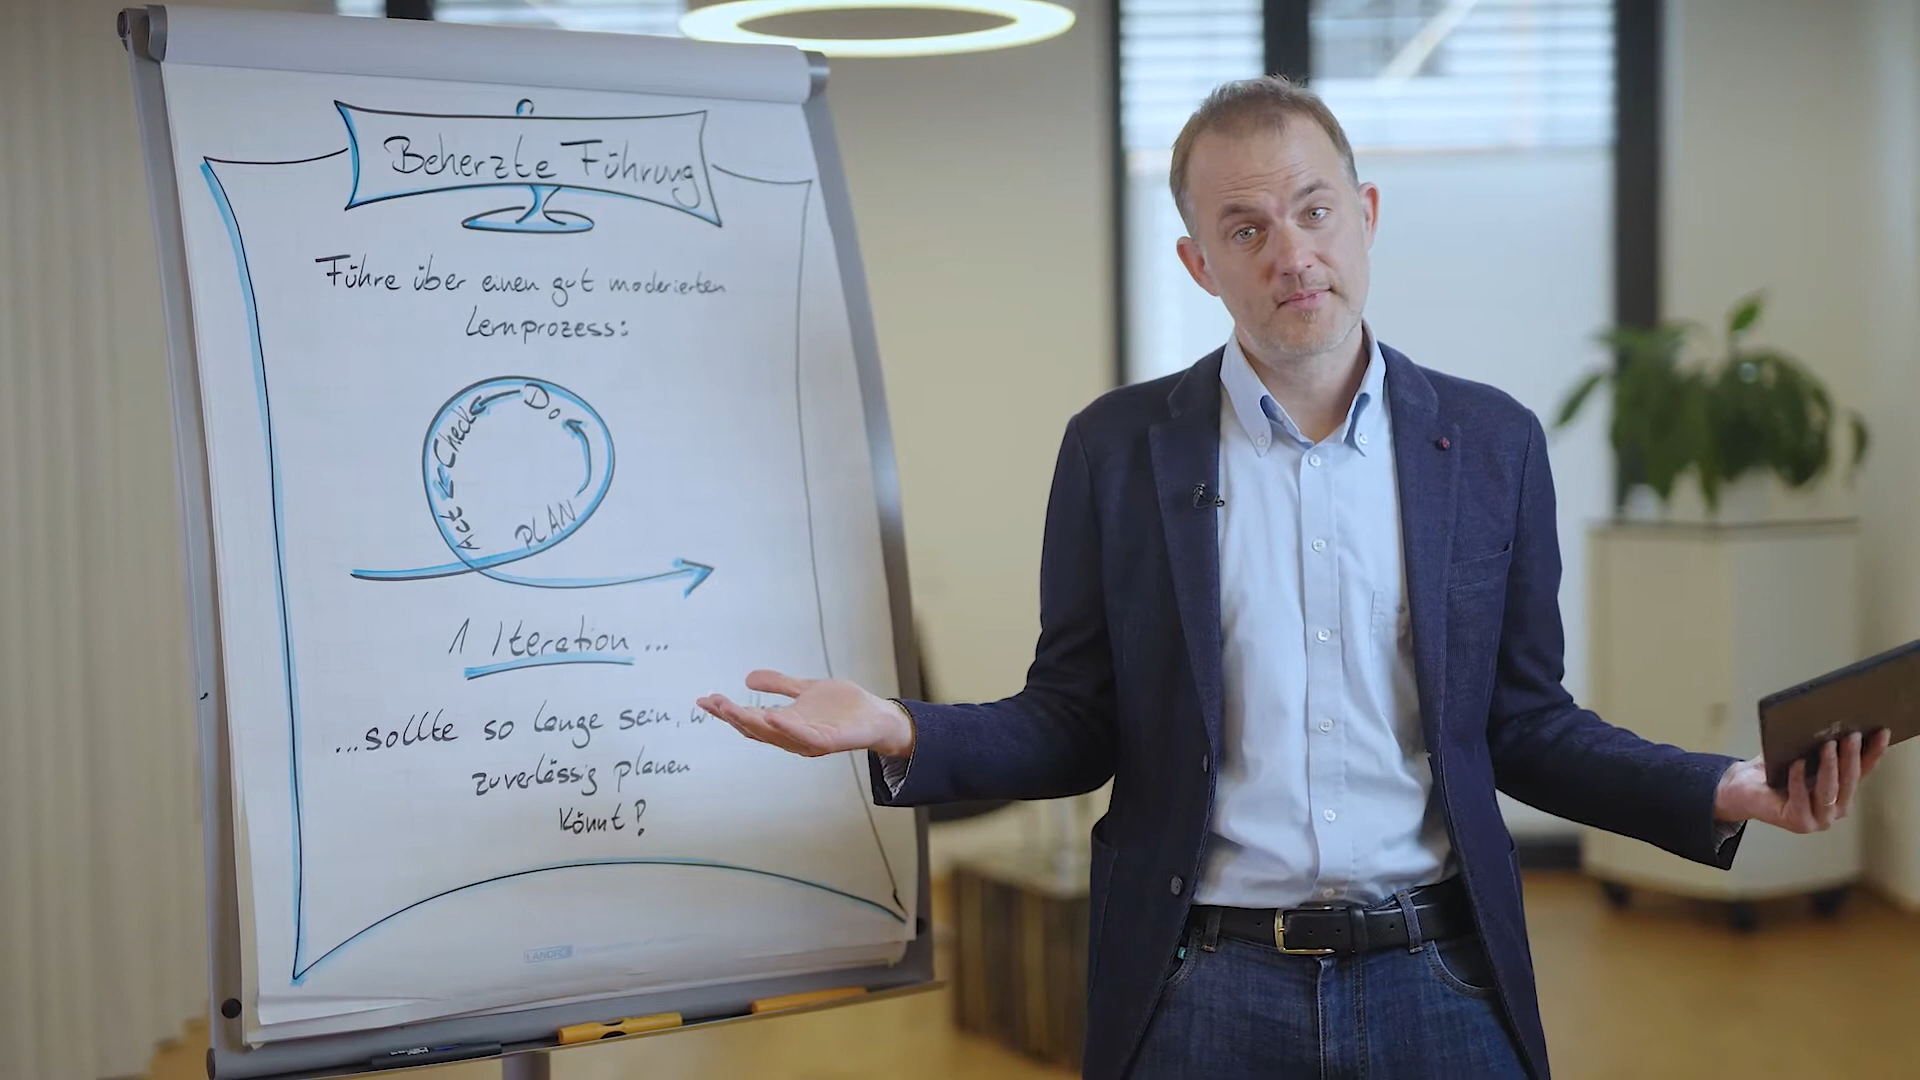 Beherzte Führung
Führe über einen gut moderierten
Lernprozess:
Do
Check
Act
PLAN
1 Iteration ...
...sollte so lange sein,
zuverlässig planen
könnt!